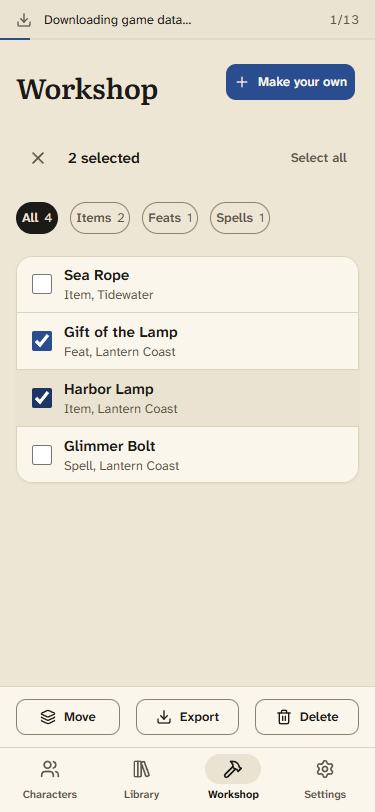 Downloading game data...
1/13
Workshop
Make your own
2 selected
Select all
All 4
Items 2
Feats 1
Spells 1
Sea Rope
Item, Tidewater
Gift of the Lamp
Feat, Lantern Coast
Harbor Lamp
Item, Lantern Coast
Glimmer Bolt
Spell, Lantern Coast
Move
Export
Delete
Characters
Library
Workshop
Settings